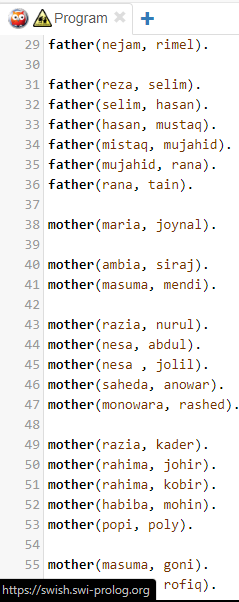 Program
29 father(nejam, rimel).
30
31 father(reza, selim).
32 father(selim, hasan).
33 father(hasan, mustaq).
34 father(mistaq, mujahid).
35 father(mujahid, rana).
36 father(rana, tain).
37
38 mother(maria, joynal).
39
40 mother(ambia, siraj).
41 mother(masuma, mendi).
42
43 mother(razia, nurul).
44 mother(nesa, abdul).
45 mother(nesa , jolil).
46 mother(saheda, anowar).
47 mother(monowara, rashed).
48
49 mother(razia, kader).
50 mother(rahima, johir).
51 mother(rahima, kobir).
52 mother(habiba, mohin).
53 mother(popi, poly).
54
55 mother(masuma, goni).
https://swish.swi-prolog.org rofiq).